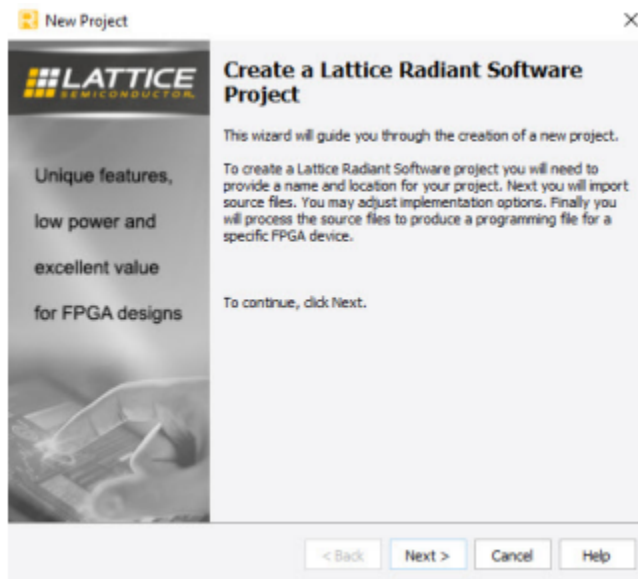 New Project
LATTICE
SEMICONDUCTOR
Unique features,
low power and
excellent value
for FPGA designs
Create a Lattice Radiant Software
Project
This wizard will guide you through the creation of a new project.
To create a Lattice Radiant Software project you will need to
provide a name and location for your project. Next you will import
source files. You may adjust implementation options. Finally you
will process the source files to produce a programming file for a
specific FPGA device.
To continue, click Next.
< Back
Next >
Cancel
Help